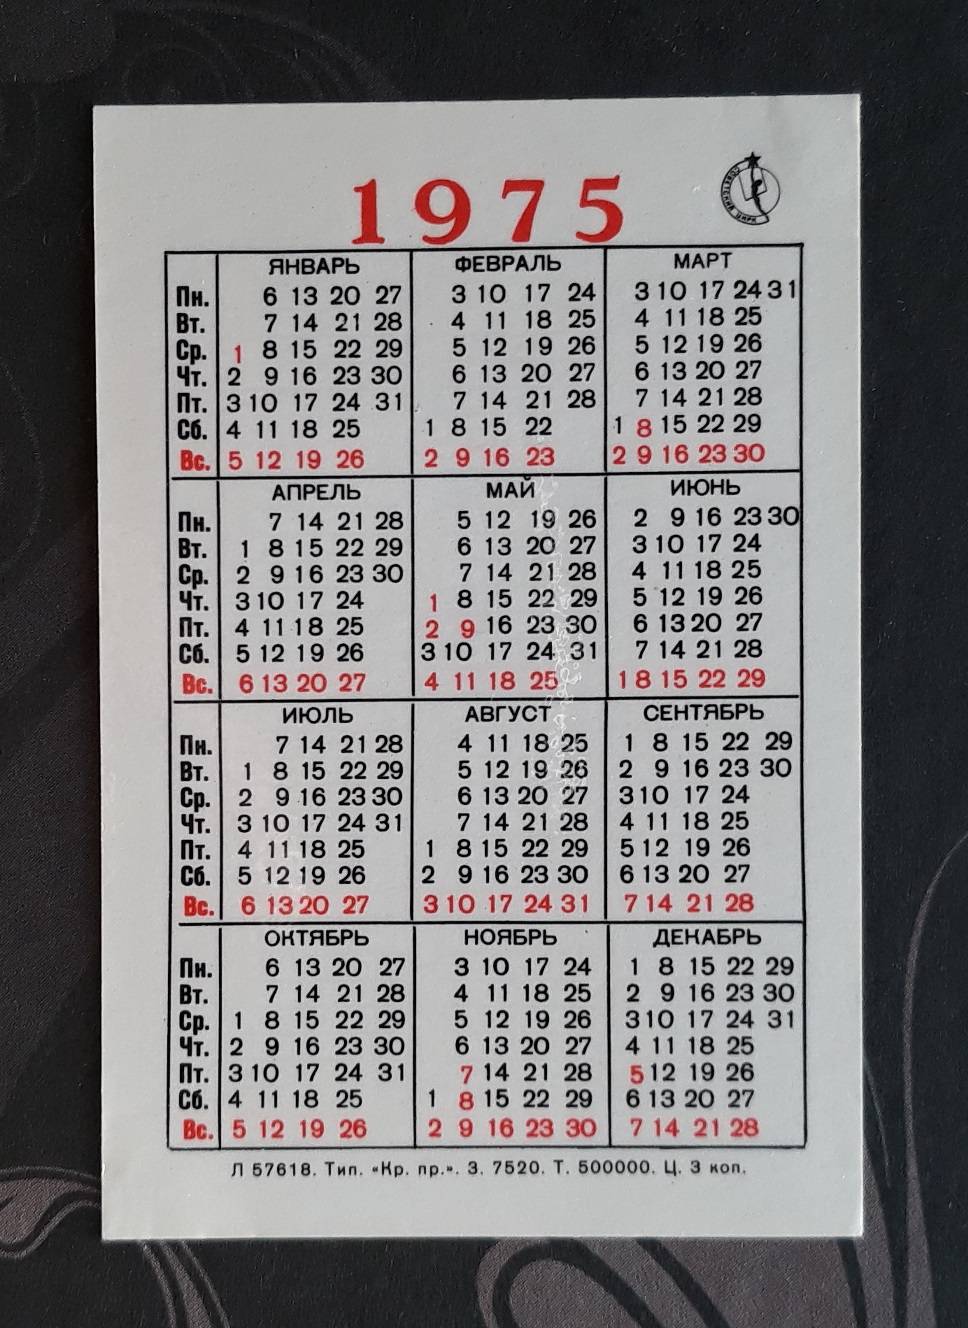 1975
СОВЕТСКИЙ ЦИРК
ЯНВАРЬ ФЕВРАЛЬ МАРТ
Пн. 6 13 20 27 3 10 17 24 3 10 17 24 31
Вт. 7 14 21 28 4 11 18 25 4 11 18 25
Ср. 1 8 15 22 29 5 12 19 26 5 12 19 26
Чт. 2 9 16 23 30 6 13 20 27 6 13 20 27
Пт. 3 10 17 24 31 7 14 21 28 7 14 21 28
Сб. 4 11 18 25 1 8 15 22 1 8 15 22 29
Вс. 5 12 19 26 2 9 16 23 2 9 16 23 30
АПРЕЛЬ МАЙ ИЮНЬ
Пн. 7 14 21 28 5 12 19 26 2 9 16 23 30
Вт. 1 8 15 22 29 6 13 20 27 3 10 17 24
Ср. 2 9 16 23 30 7 14 21 28 4 11 18 25
Чт. 3 10 17 24 1 8 15 22 29 5 12 19 26
Пт. 4 11 18 25 2 9 16 23 30 6 13 20 27
Сб. 5 12 19 26 3 10 17 24 31 7 14 21 28
Вс. 6 13 20 27 4 11 18 25 1 8 15 22 29
ИЮЛЬ АВГУСТ СЕНТЯБРЬ
Пн. 7 14 21 28 4 11 18 25 1 8 15 22 29
Вт. 1 8 15 22 29 5 12 19 26 2 9 16 23 30
Ср. 2 9 16 23 30 6 13 20 27 3 10 17 24
Чт. 3 10 17 24 31 7 14 21 28 4 11 18 25
Пт. 4 11 18 25 1 8 15 22 29 5 12 19 26
Сб. 5 12 19 26 2 9 16 23 30 6 13 20 27
Вс. 6 13 20 27 3 10 17 24 31 7 14 21 28
ОКТЯБРЬ НОЯБРЬ ДЕКАБРЬ
Пн. 6 13 20 27 3 10 17 24 1 8 15 22 29
Вт. 7 14 21 28 4 11 18 25 2 9 16 23 30
Ср. 1 8 15 22 29 5 12 19 26 3 10 17 24 31
Чт. 2 9 16 23 30 6 13 20 27 4 11 18 25
Пт. 3 10 17 24 31 7 14 21 28 5 12 19 26
Сб. 4 11 18 25 1 8 15 22 29 6 13 20 27
Вс. 5 12 19 26 2 9 16 23 30 7 14 21 28
Л 57618. Тип. «Кр. пр.». З. 7520. Т. 500000. Ц. 3 коп.